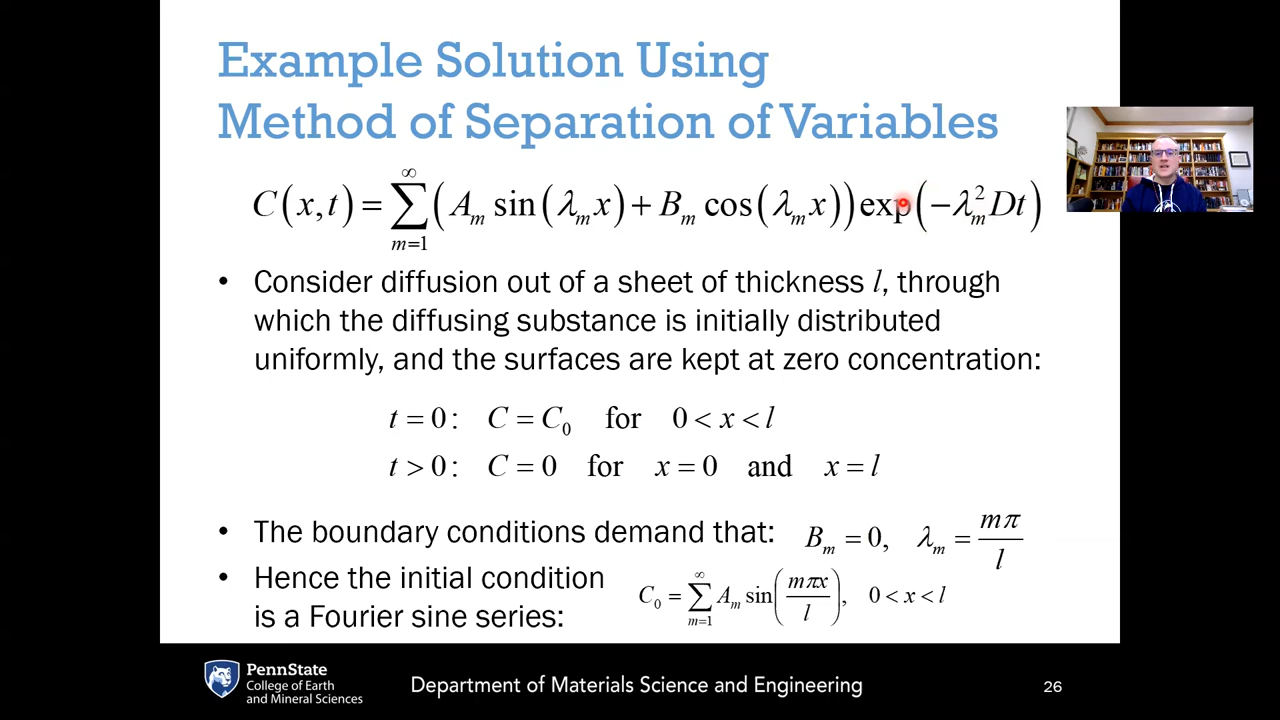 Example Solution Using
Method of Separation of Variables
C(x,t) = ∑_{m=1}^{∞} (A_m sin(λ_m x) + B_m cos(λ_m x)) exp(−λ_m^2 Dt)
• Consider diffusion out of a sheet of thickness l, through
which the diffusing substance is initially distributed
uniformly, and the surfaces are kept at zero concentration:
t = 0: C = C_0 for 0 < x < l
t > 0: C = 0 for x = 0 and x = l
• The boundary conditions demand that: B_m = 0, λ_m = mπ/l
• Hence the initial condition
is a Fourier sine series: C_0 = ∑_{m=1}^{∞} A_m sin(mπx/l), 0 < x < l
PennState
College of Earth
and Mineral Sciences
Department of Materials Science and Engineering
26